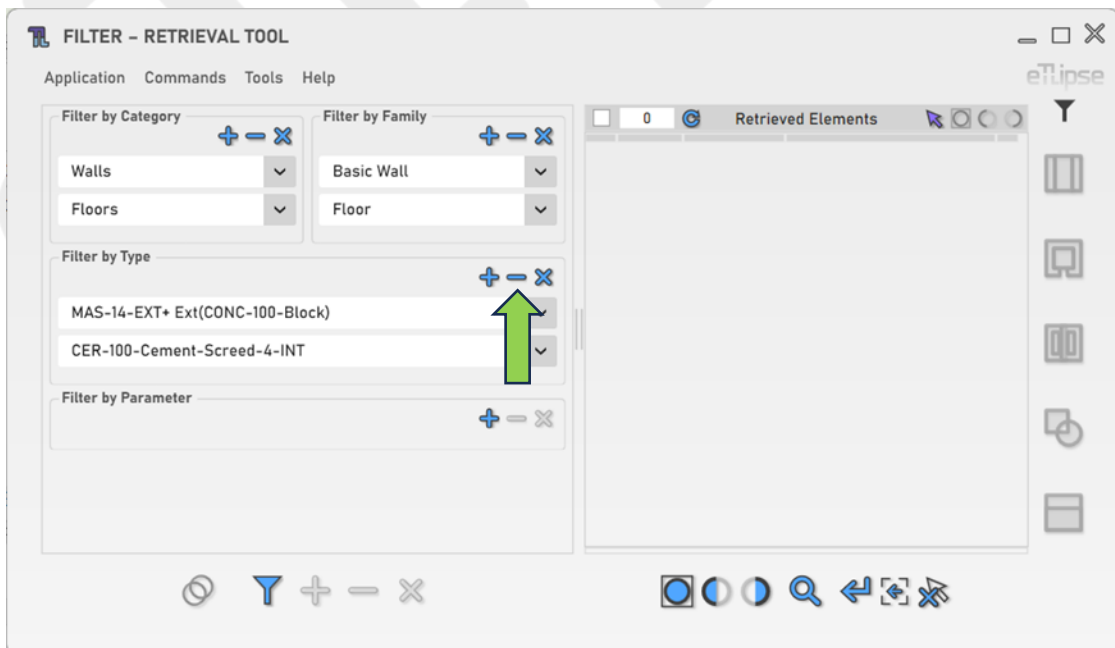 FILTER – RETRIEVAL TOOL
Application Commands Tools Help
eTLipse
Filter by Category
Filter by Family
Walls
Basic Wall
Floors
Floor
Filter by Type
MAS-14-EXT+ Ext(CONC-100-Block)
CER-100-Cement-Screed-4-INT
Filter by Parameter
0 Retrieved Elements